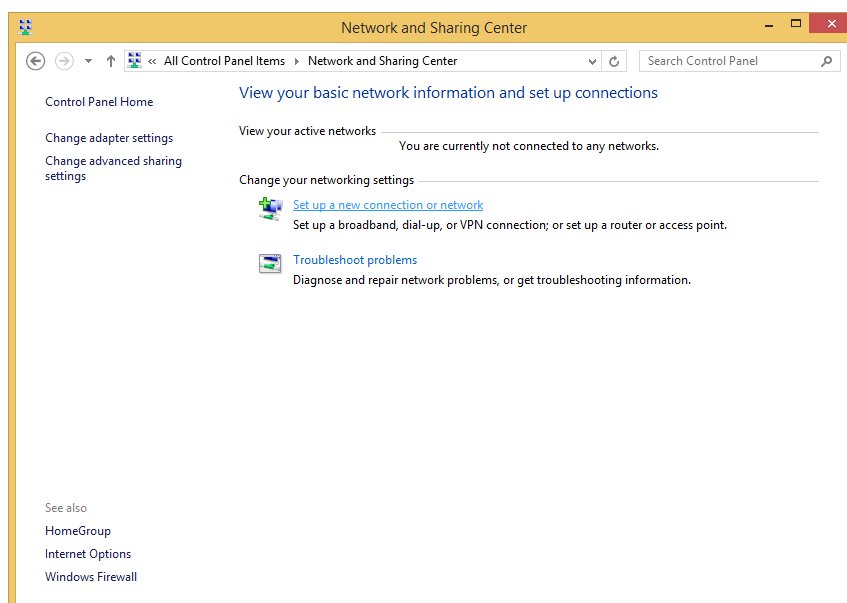 Network and Sharing Center
« All Control Panel Items Network and Sharing Center
Search Control Panel
Control Panel Home
Change adapter settings
Change advanced sharing
settings
View your basic network information and set up connections
View your active networks
You are currently not connected to any networks.
Change your networking settings
Set up a new connection or network
Set up a broadband, dial-up, or VPN connection; or set up a router or access point.
Troubleshoot problems
Diagnose and repair network problems, or get troubleshooting information.
See also
HomeGroup
Internet Options
Windows Firewall